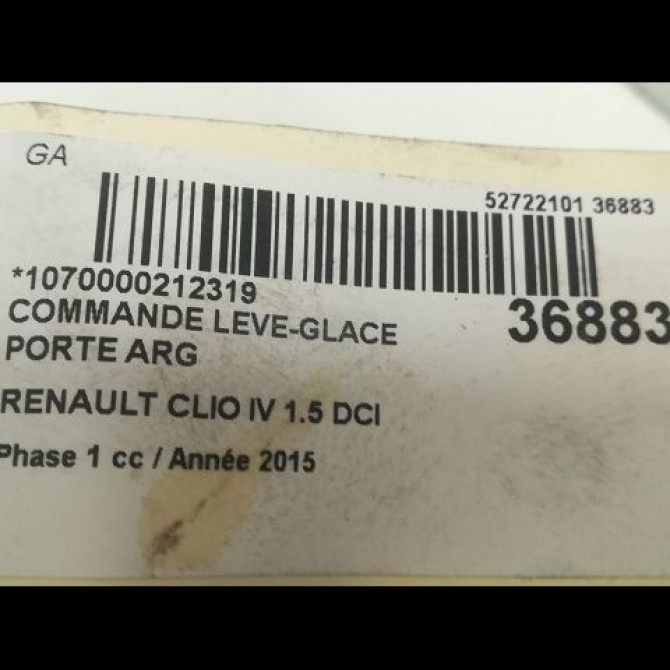 GA
52722101 36883
*1070000212319
36883
COMMANDE LEVE-GLACE
PORTE ARG
RENAULT CLIO IV 1.5 DCI
Phase 1 cc / Année 2015